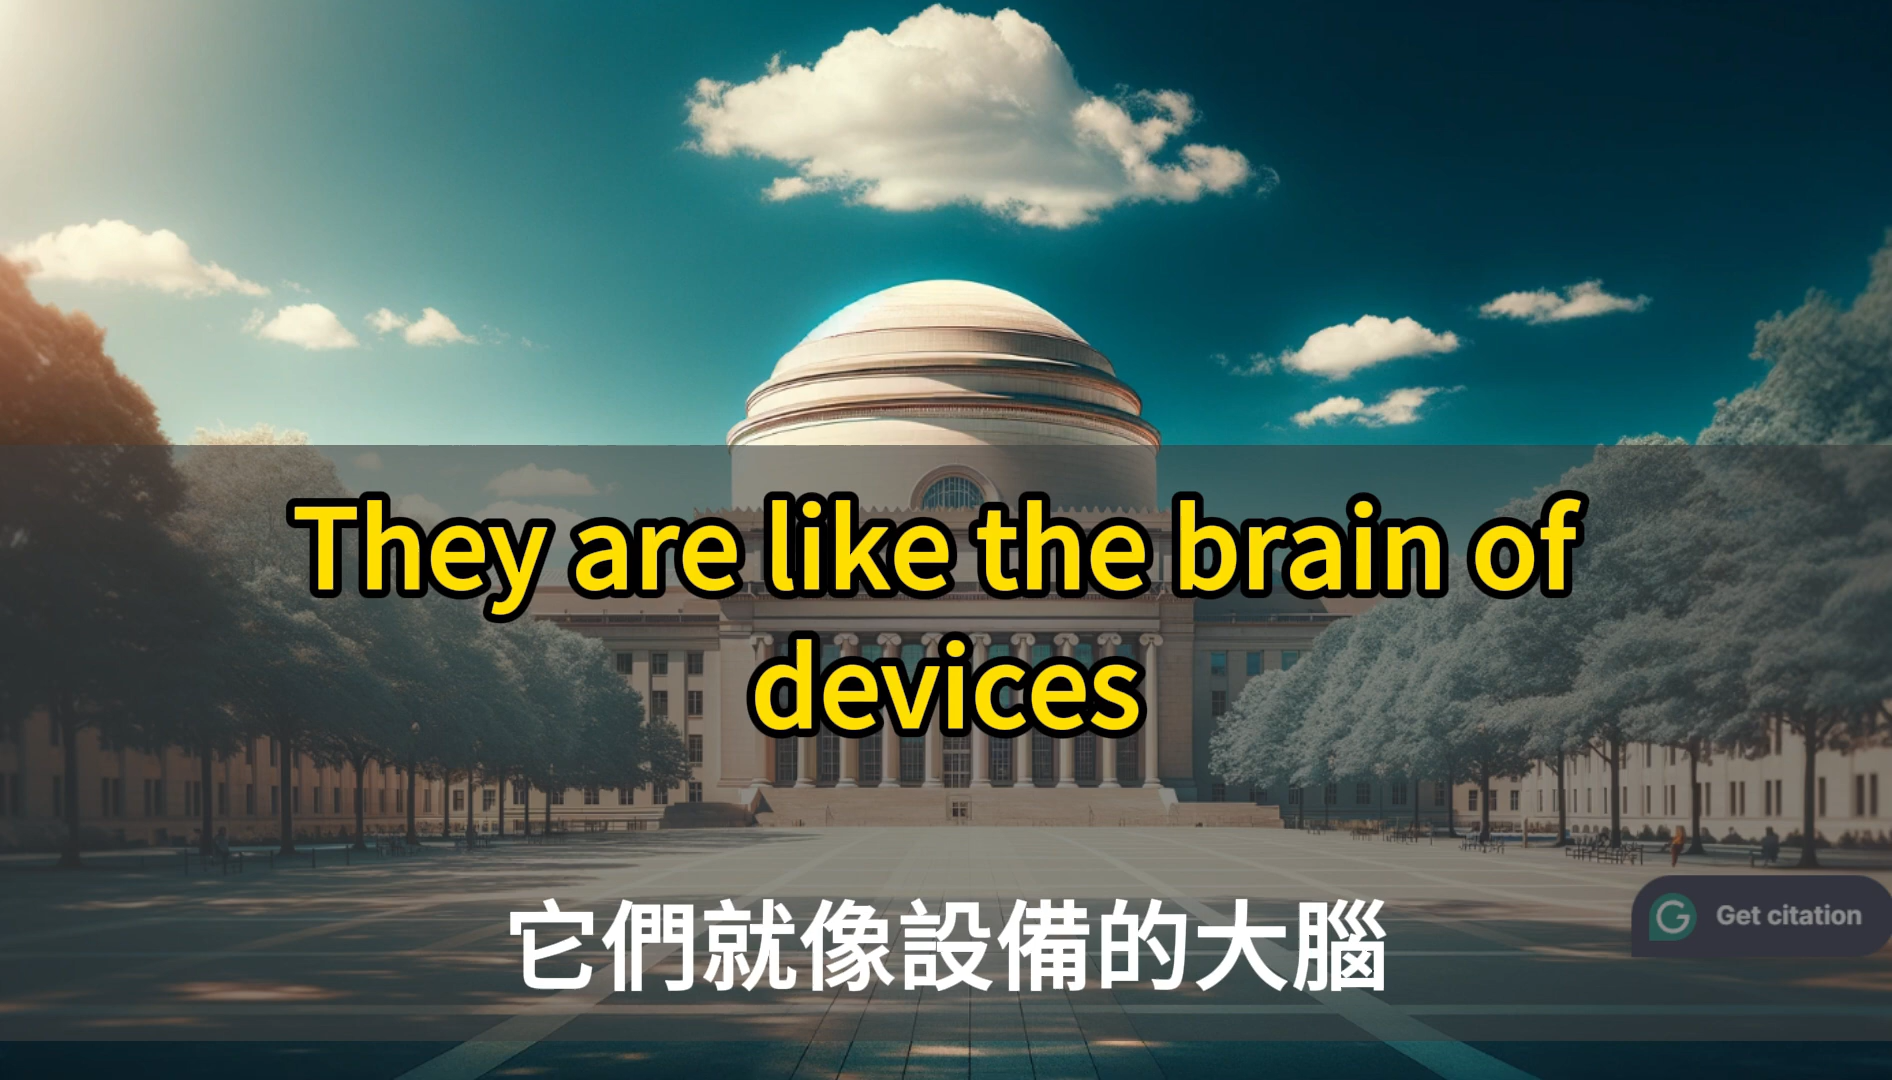 They are like the brain of
devices
Get citation
它們就像設備的大腦